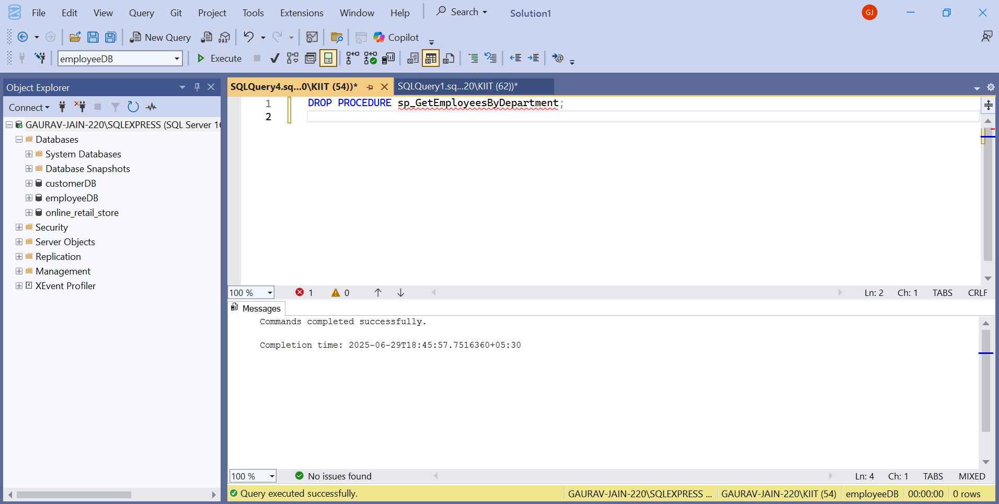 File Edit View Query Git Project Tools Extensions Window Help Search Solution1 GJ
New Query DAX Copilot
employeeDB Execute
Object Explorer
Connect
GAURAV-JAIN-220\SQLEXPRESS (SQL Server 16
Databases
System Databases
Database Snapshots
customerDB
employeeDB
online_retail_store
Security
Server Objects
Replication
Management
XEvent Profiler
SQLQuery4.sq...0\KIIT (54))* SQLQuery1.sq...20\KIIT (62))*
1 DROP PROCEDURE sp_GetEmployeesByDepartment;
2
100 % 1 0 Ln: 2 Ch: 1 TABS CRLF
Messages
Commands completed successfully.
Completion time: 2025-06-29T18:45:57.7516360+05:30
100 % No issues found Ln: 4 Ch: 1 TABS MIXED
Query executed successfully. GAURAV-JAIN-220\SQLEXPRESS ... GAURAV-JAIN-220\KIIT (54) employeeDB 00:00:00 0 rows